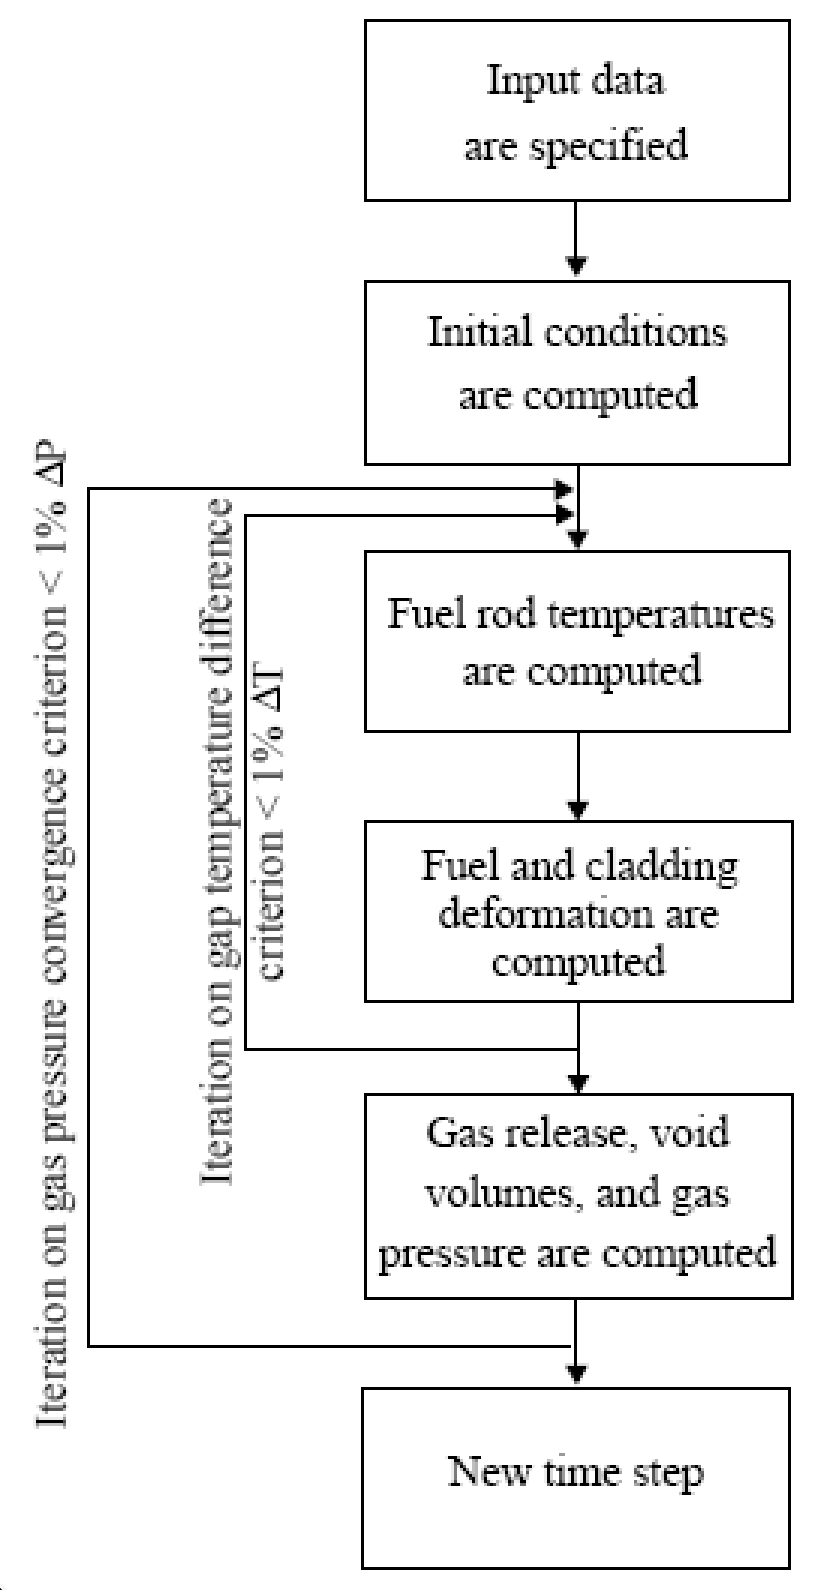 Input data
are specified
Initial conditions
are computed
Iteration on gas pressure convergence criterion < 1% ΔP
Iteration on gap temperature difference
criterion < 1% ΔT
Fuel rod temperatures
are computed
Fuel and cladding
deformation are
computed
Gas release, void
volumes, and gas
pressure are computed
New time step